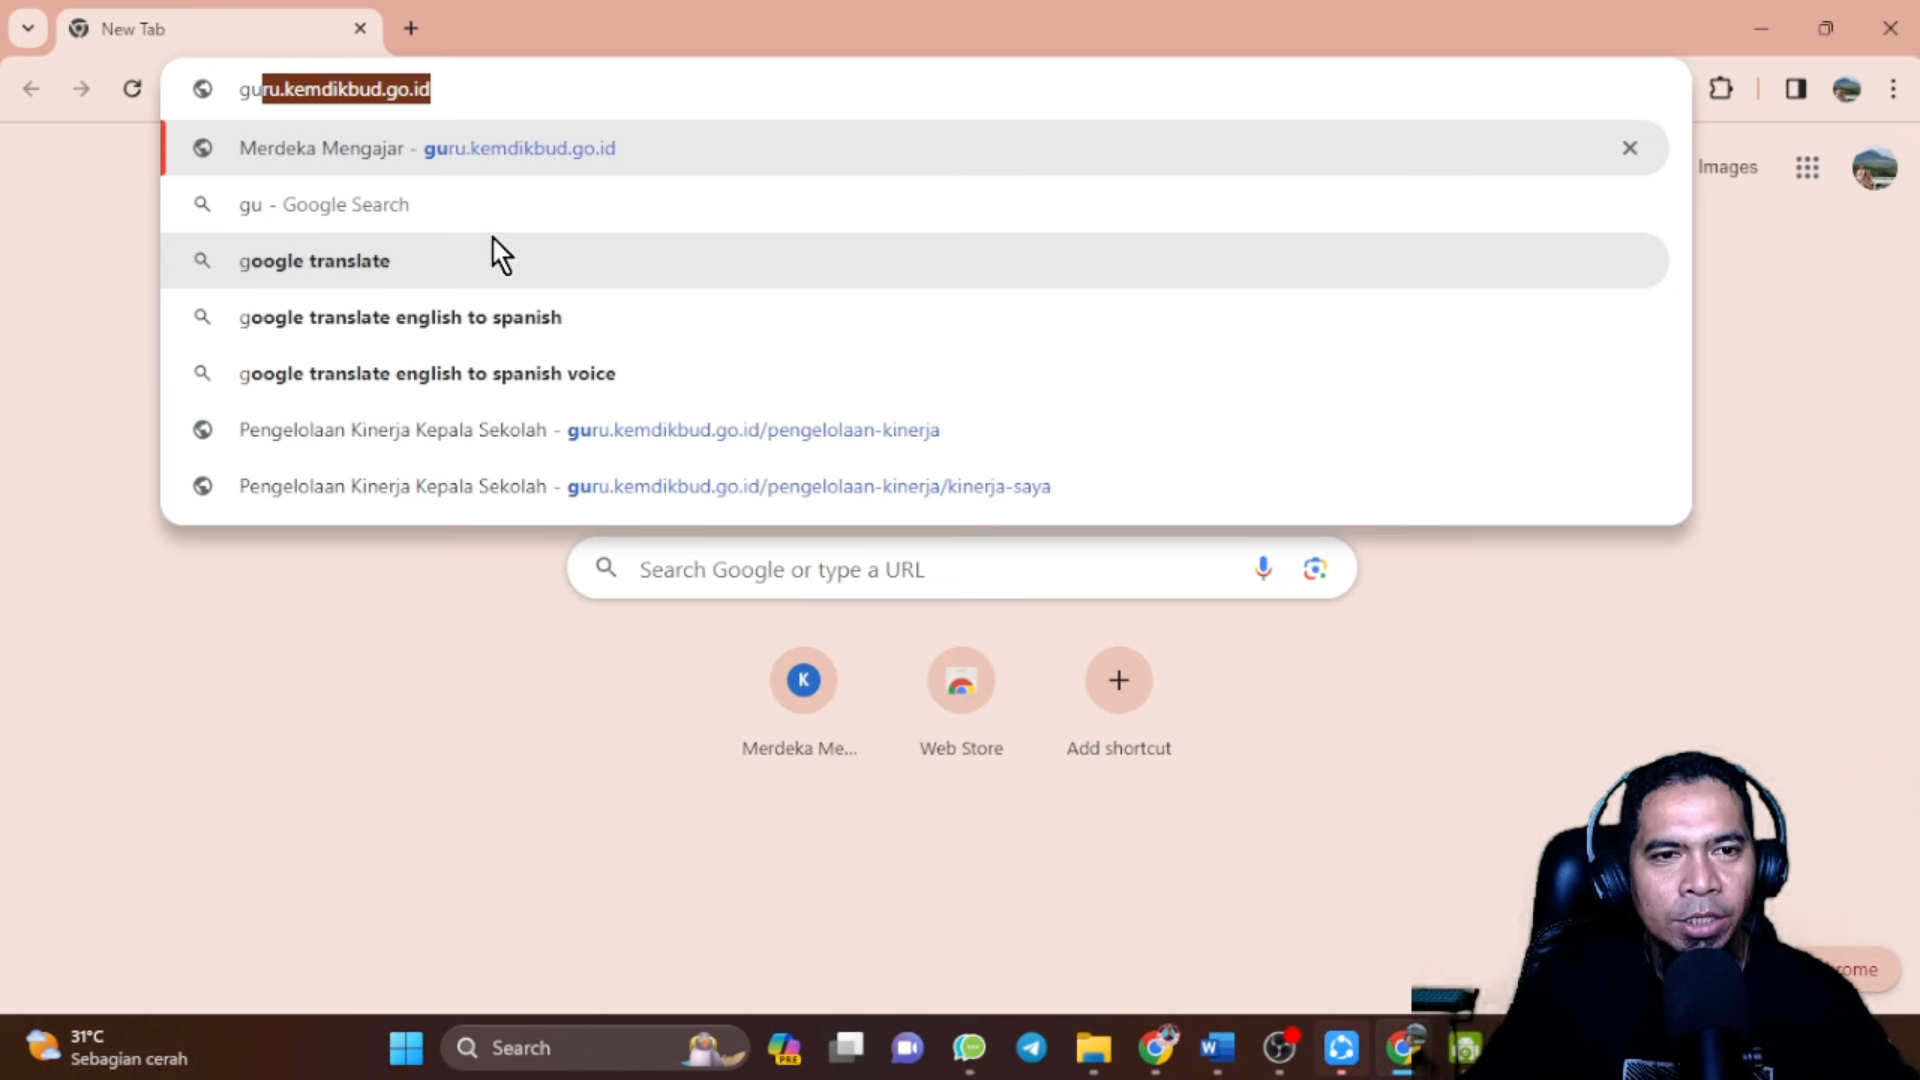 New Tab
guru.kemdikbud.go.id
Merdeka Mengajar - guru.kemdikbud.go.id
gu - Google Search
Images
google translate
google translate english to spanish
google translate english to spanish voice
Pengelolaan Kinerja Kepala Sekolah - guru.kemdikbud.go.id/pengelolaan-kinerja
Pengelolaan Kinerja Kepala Sekolah - guru.kemdikbud.go.id/pengelolaan-kinerja/kinerja-saya
Search Google or type a URL
K
Merdeka Me...
Web Store
Add shortcut
rome
31°C
Sebagian cerah
Search
PRE
W